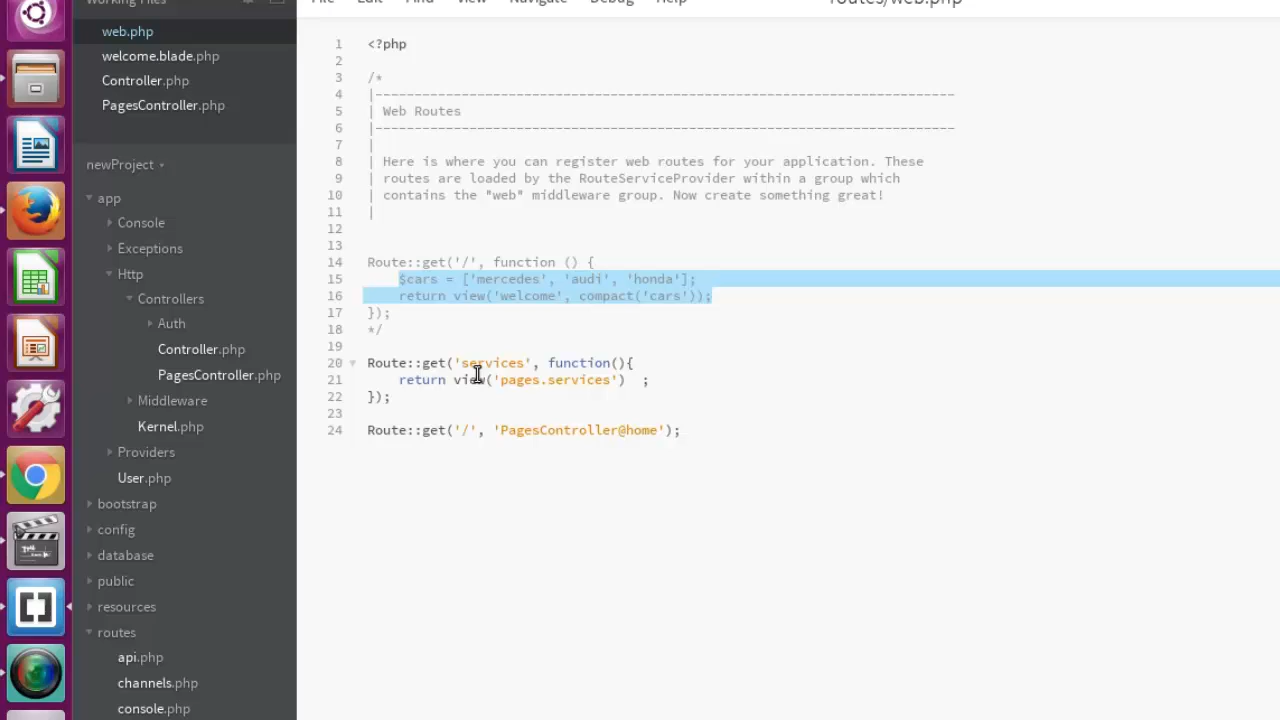 Working Files
web.php
welcome.blade.php
Controller.php
PagesController.php
newProject
app
Console
Exceptions
Http
Controllers
Auth
Controller.php
PagesController.php
Middleware
Kernel.php
Providers
User.php
bootstrap
config
database
public
resources
routes
api.php
channels.php
console.php
File Edit Find View Navigate Debug Help
routes/web.php
1 <?php
2
3 /*
4 |--------------------------------------------------------------------------
5 | Web Routes
6 |--------------------------------------------------------------------------
7 |
8 | Here is where you can register web routes for your application. These
9 | routes are loaded by the RouteServiceProvider within a group which
10 | contains the "web" middleware group. Now create something great!
11 |
12
13
14 Route::get('/', function () {
15 $cars = ['mercedes', 'audi', 'honda'];
16 return view('welcome', compact('cars'));
17 });
18 */
19
20 Route::get('services', function(){
21 return view('pages.services')  ;
22 });
23
24 Route::get('/', 'PagesController@home');